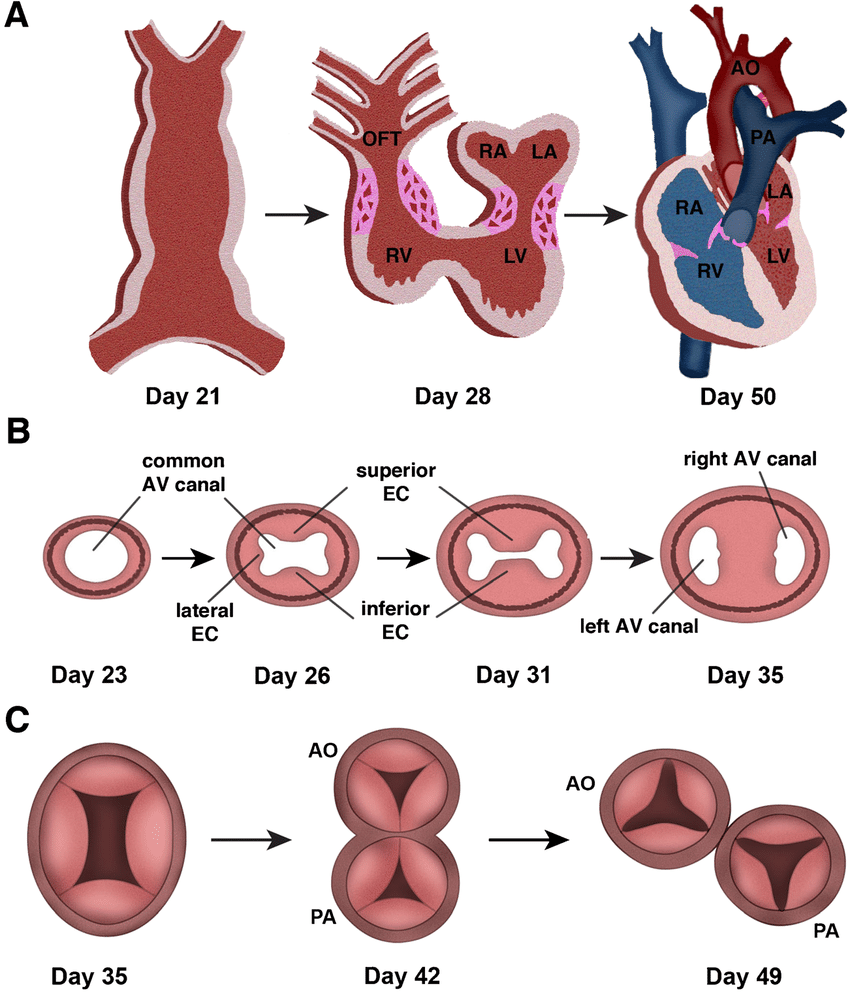 A
OFT
RA
LA
RV
LV
AO
PA
RA
LA
RV
LV
Day 21
Day 28
Day 50
B
common
AV canal
superior
EC
right AV canal
lateral
EC
inferior
EC
left AV canal
Day 23
Day 26
Day 31
Day 35
C
AO
PA
AO
PA
Day 35
Day 42
Day 49